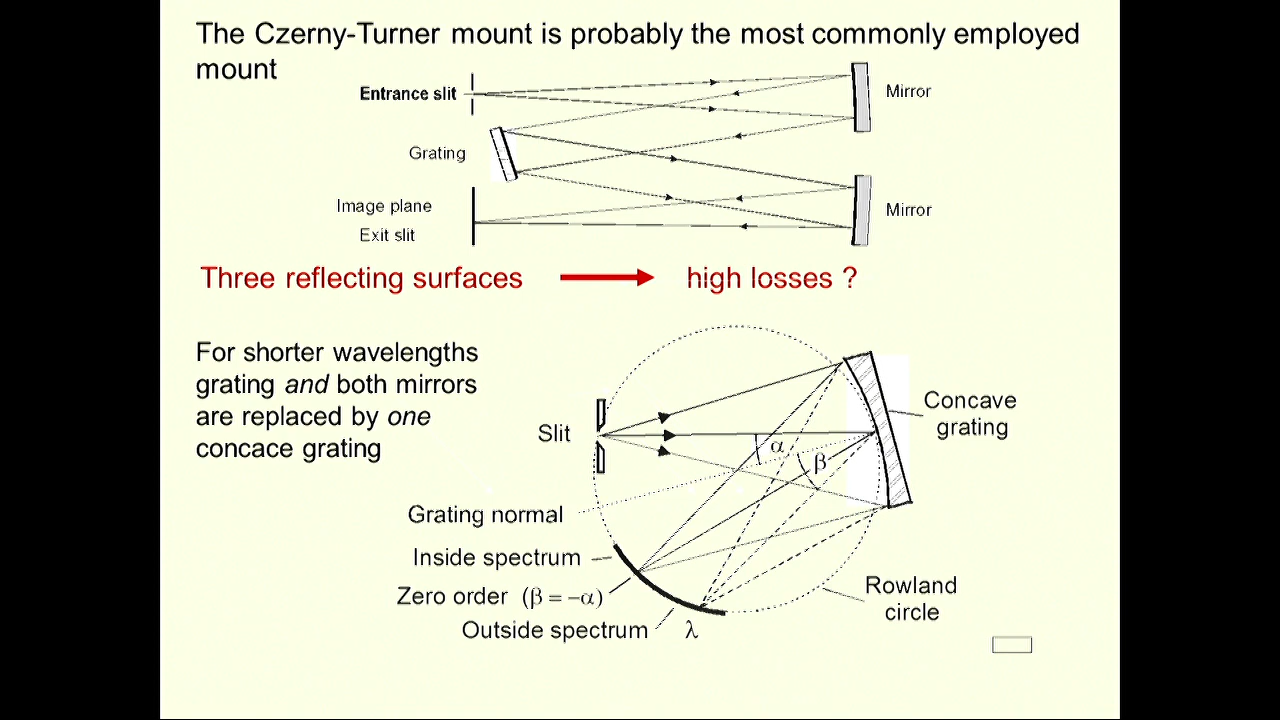 The Czerny-Turner mount is probably the most commonly employed
mount
Entrance slit
Mirror
Grating
Image plane
Mirror
Exit slit
Three reflecting surfaces
high losses ?
For shorter wavelengths
grating and both mirrors
are replaced by one
concace grating
Concave
grating
Slit
α
β
Grating normal
Inside spectrum
Zero order (β = −α)
Rowland
circle
Outside spectrum
λ